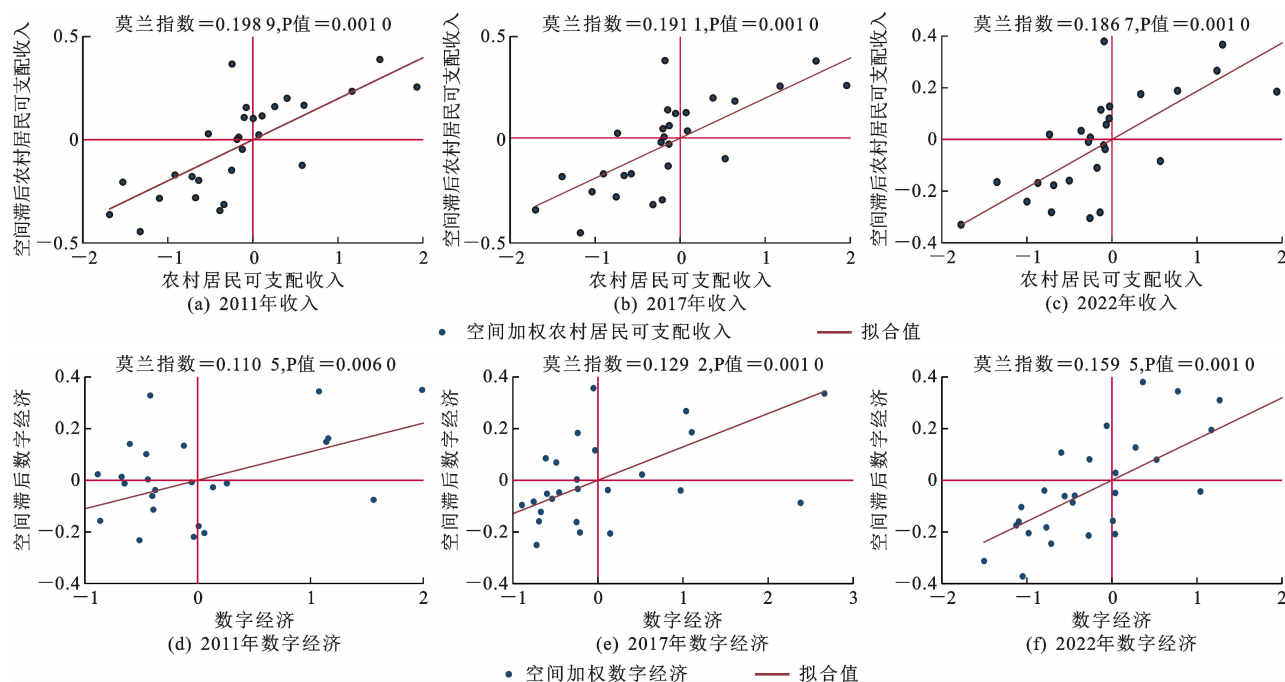 莫兰指数=0.198 9,P值=0.001 0
空间滞后农村居民可支配收入
0.5
0
−0.5
−2
−1
0
1
2
农村居民可支配收入
(a) 2011年收入
莫兰指数=0.191 1,P值=0.001 0
空间滞后农村居民可支配收入
0.5
0
−0.5
−2
−1
0
1
2
农村居民可支配收入
(b) 2017年收入
莫兰指数=0.186 7,P值=0.001 0
空间滞后农村居民可支配收入
0.4
0.2
0
−0.2
−0.4
−2
−1
0
1
2
农村居民可支配收入
(c) 2022年收入
空间加权农村居民可支配收入
拟合值
莫兰指数=0.110 5,P值=0.006 0
空间滞后数字经济
0.4
0.2
0
−0.2
−0.4
−1
0
1
2
数字经济
(d) 2011年数字经济
莫兰指数=0.129 2,P值=0.001 0
空间滞后数字经济
0.4
0.2
0
−0.2
−0.4
−1
0
1
2
3
数字经济
(e) 2017年数字经济
莫兰指数=0.159 5,P值=0.001 0
空间滞后数字经济
0.4
0.2
0
−0.2
−0.4
−2
−1
0
1
2
数字经济
(f) 2022年数字经济
空间加权数字经济
拟合值